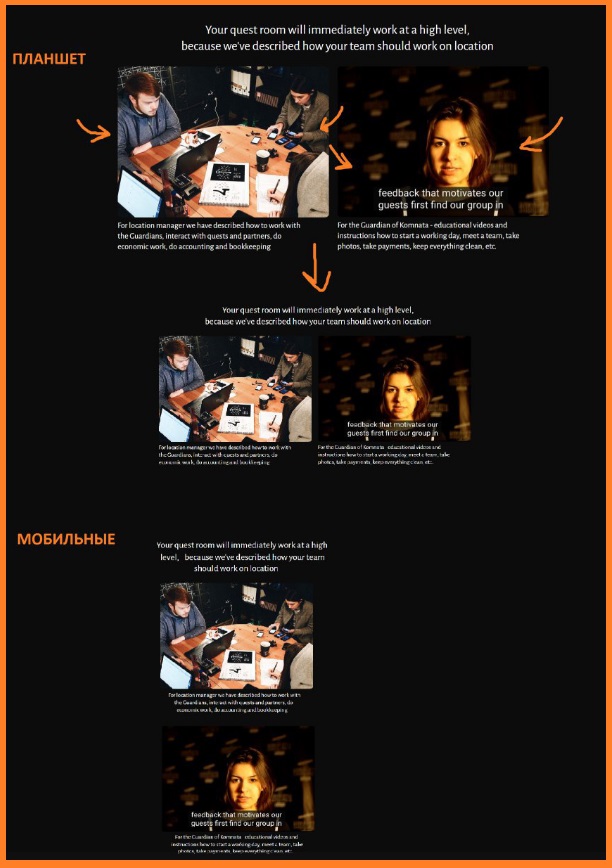 Your quest room will immediately work at a high level,
because we've described how your team should work on location
ПЛАНШЕТ
feedback that motivates our
guests first find our group in
For location manager we have described how to work with
the Guardians, interact with quests and partners, do
economic work, do accounting and bookkeeping
For the Guardian of Komnata - educational videos and
instructions how to start a working day, meet a team, take
photos, take payments, keep everything clean, etc.
Your quest room will immediately work at a high level,
because we've described how your team should work on location
feedback that motivates our
guests first find our group in
For location manager we have described how to work with
the Guardians, interact with quests and partners, do
economic work, do accounting and bookkeeping
For the Guardian of Komnata educational videos and
instructions how to start a working day, meet a team, take
photos, take payments, keep everything clean, etc.
МОБИЛЬНЫЕ
Your quest room will immediately work at a high
level, because we've described how your team
should work on location
For location manager we have described how to work with
the Guardians, interact with quests and partners, do
economic work, do accounting and bookkeeping
feedback that motivates our
guests first find our group in
For the Guardian of Komnata educational videos and
instructions how to start a working day, meet a team, take
photos, take payments, keep everything clean, etc.